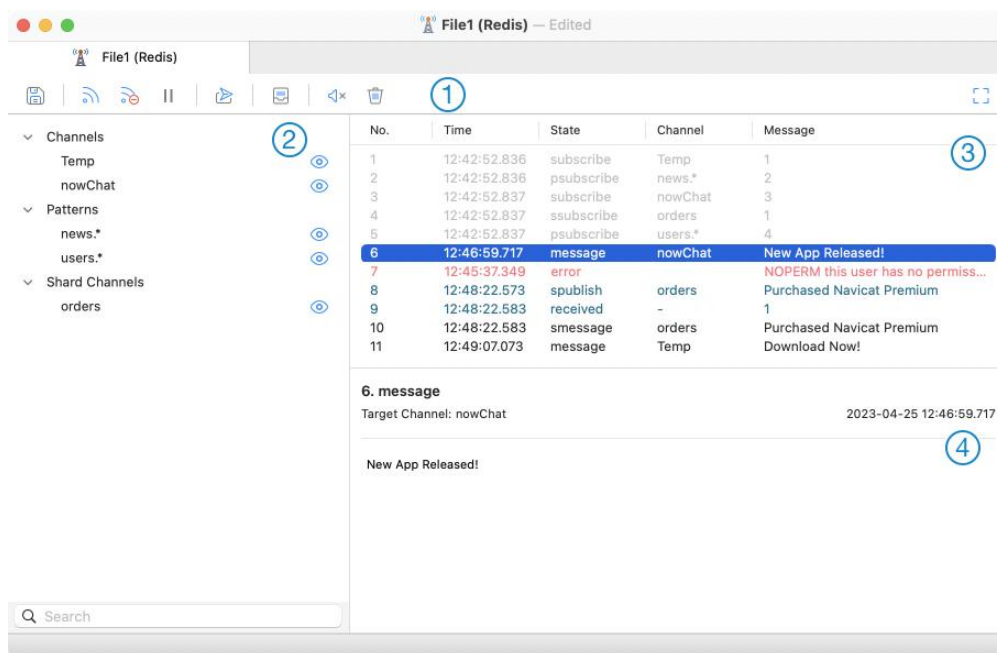 File1 (Redis) — Edited
File1 (Redis)
1
Channels
2
Temp
nowChat
Patterns
news.*
users.*
Shard Channels
orders
Search
No. Time State Channel Message
3
1 12:42:52.836 subscribe Temp 1
2 12:42:52.836 psubscribe news.* 2
3 12:42:52.837 subscribe nowChat 3
4 12:42:52.837 ssubscribe orders 1
5 12:42:52.837 psubscribe users.* 4
6 12:46:59.717 message nowChat New App Released!
7 12:45:37.349 error NOPERM this user has no permiss...
8 12:48:22.573 spublish orders Purchased Navicat Premium
9 12:48:22.583 received - 1
10 12:48:22.583 smessage orders Purchased Navicat Premium
11 12:49:07.073 message Temp Download Now!
6. message
Target Channel: nowChat 2023-04-25 12:46:59.717
4
New App Released!